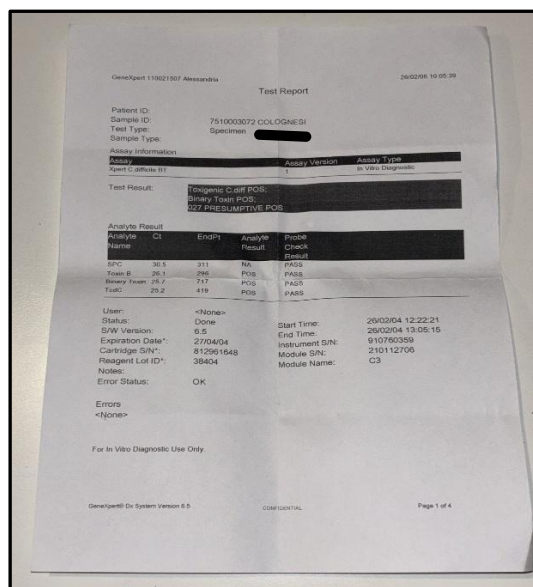 GeneXpert 110021507 Alessandria 26/02/06 10:05:39
Test Report
Patient ID:
Sample ID: 7510003072 COLOGNESI
Test Type: Specimen
Sample Type:
Assay Information
Assay Assay Version Assay Type
Xpert C.difficile BT 1 In Vitro Diagnostic
Test Result: Toxigenic C.diff POS;
Binary Toxin POS;
027 PRESUMPTIVE POS
Analyte Result
Analyte Name Ct EndPt Analyte Result Probe Check Result
SPC 30.5 311 NA PASS
Toxin B 26.1 296 POS PASS
Binary Toxin 25.7 717 POS PASS
TcdC 25.2 419 POS PASS
User: <None>
Status: Done Start Time: 26/02/04 12:22:21
S/W Version: 6.5 End Time: 26/02/04 13:05:15
Expiration Date*: 27/04/04 Instrument S/N: 910760359
Cartridge S/N*: 812961648 Module S/N: 210112706
Reagent Lot ID*: 38404 Module Name: C3
Notes:
Error Status: OK
Errors
<None>
For In Vitro Diagnostic Use Only.
GeneXpert® Dx System Version 6.5 CONFIDENTIAL Page 1 of 4